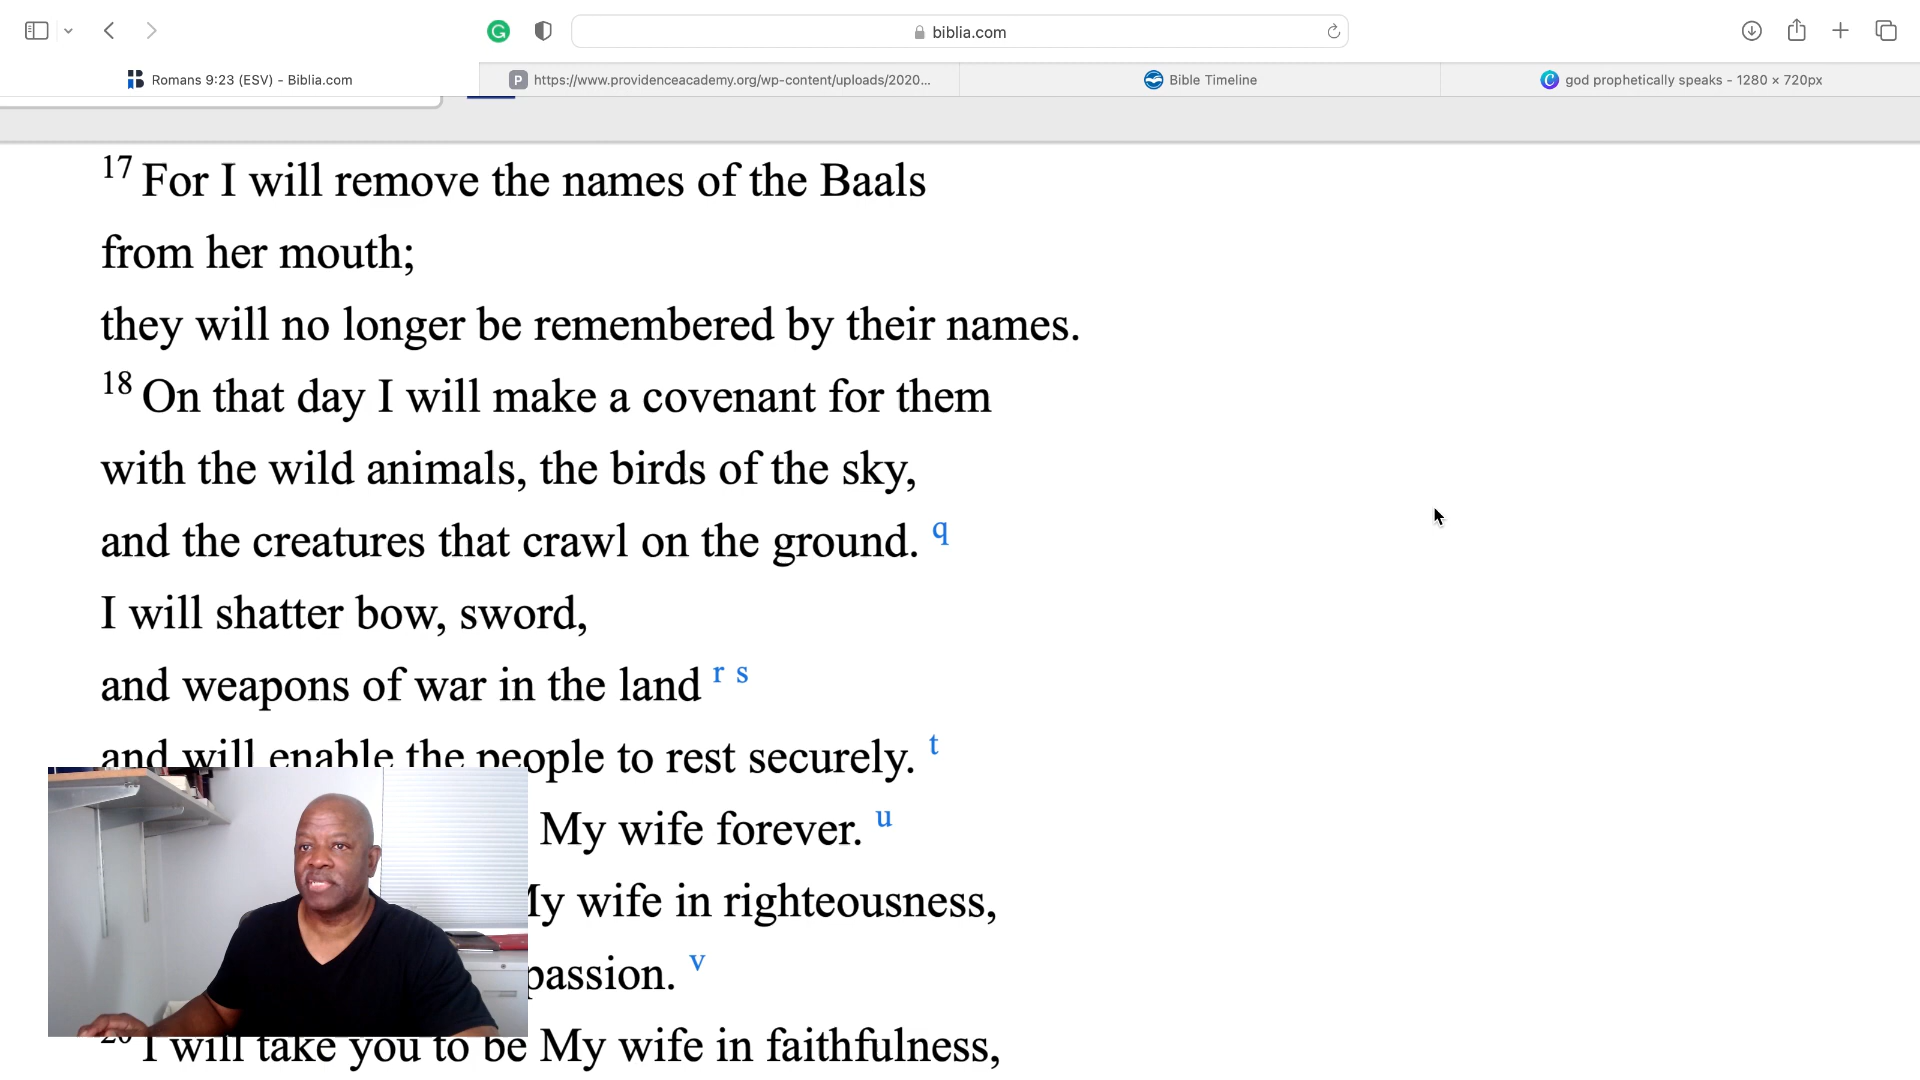 biblia.com
Romans 9:23 (ESV) - Biblia.com
https://www.providenceacademy.org/wp-content/uploads/2020...
Bible Timeline
god prophetically speaks - 1280 × 720px
17 For I will remove the names of the Baals
from her mouth;
they will no longer be remembered by their names.
18 On that day I will make a covenant for them
with the wild animals, the birds of the sky,
and the creatures that crawl on the ground. q
I will shatter bow, sword,
and weapons of war in the land r s
and will enable the people to rest securely. t
My wife forever. u
My wife in righteousness,
passion. v
20 I will take you to be My wife in faithfulness,